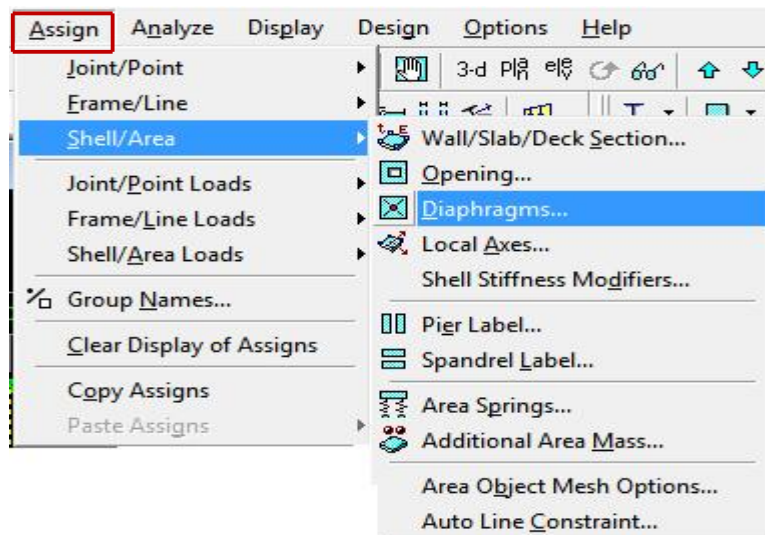 Assign Analyze Display Design Options Help
Joint/Point
Frame/Line
Shell/Area
Joint/Point Loads
Frame/Line Loads
Shell/Area Loads
Group Names...
Clear Display of Assigns
Copy Assigns
Paste Assigns
3-d
Wall/Slab/Deck Section...
Opening...
Diaphragms...
Local Axes...
Shell Stiffness Modifiers...
Pier Label...
Spandrel Label...
Area Springs...
Additional Area Mass...
Area Object Mesh Options...
Auto Line Constraint...